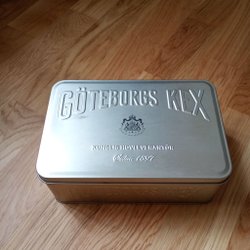 GÖTEBORGS KEX
KUNGLIG HOVLEVERANTÖR
Sedan 1887